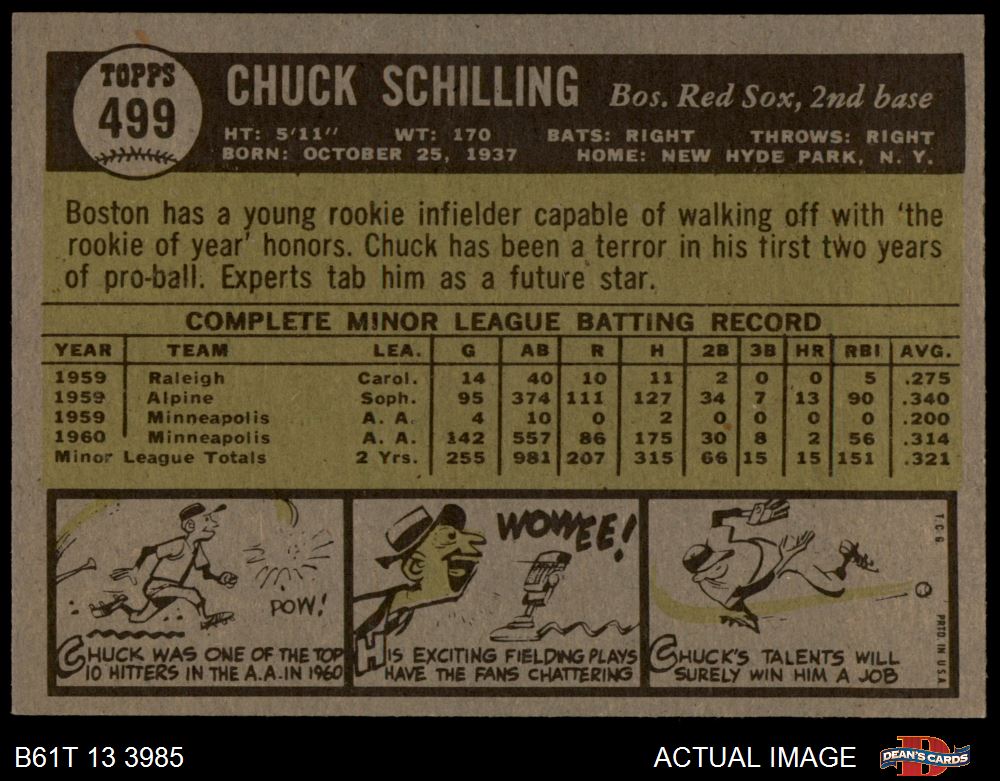 TOPPS
499
CHUCK SCHILLING Bos. Red Sox, 2nd base
HT: 5'11" WT: 170 BATS: RIGHT THROWS: RIGHT
BORN: OCTOBER 25, 1937 HOME: NEW HYDE PARK, N. Y.
Boston has a young rookie infielder capable of walking off with 'the
rookie of year' honors. Chuck has been a terror in his first two years
of pro-ball. Experts tab him as a future star.
COMPLETE MINOR LEAGUE BATTING RECORD
YEAR TEAM LEA. G AB R H 2B 3B HR RBI AVG.
1959 Raleigh Carol. 14 40 10 11 2 0 0 5 .275
1959 Alpine Soph. 95 374 111 127 34 7 13 90 .340
1959 Minneapolis A. A. 4 10 0 2 0 0 0 0 .200
1960 Minneapolis A. A. 142 557 86 175 30 8 2 56 .314
Minor League Totals 2 Yrs. 255 981 207 315 66 15 15 151 .321
POW!
CHUCK WAS ONE OF THE TOP
10 HITTERS IN THE A.A. IN 1960
WOWEE!
HIS EXCITING FIELDING PLAYS
HAVE THE FANS CHATTERING
CHUCK'S TALENTS WILL
SURELY WIN HIM A JOB
T.C.G.
PRTD. IN U.S.A.
B61T 13 3985
ACTUAL IMAGE
DEAN'S CARDS